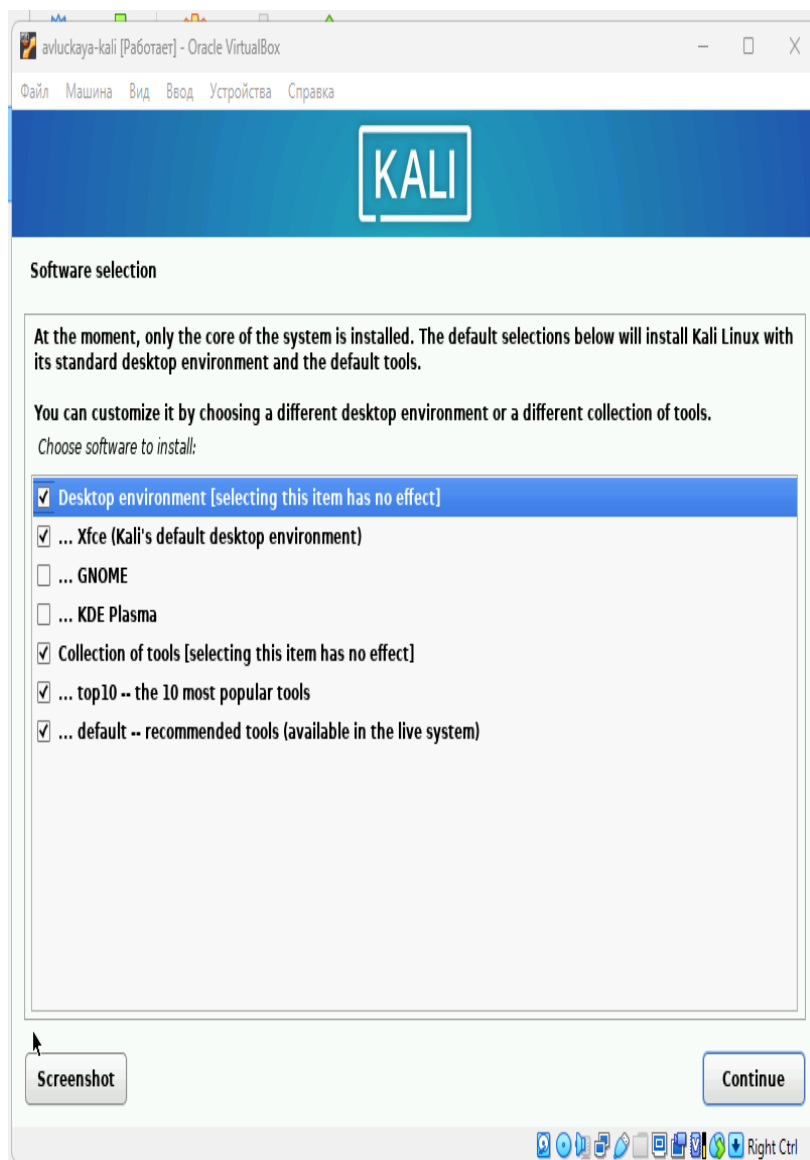 avluckaya-kali [Работает] - Oracle VirtualBox
Файл Машина Вид Ввод Устройства Справка
KALI
Software selection
At the moment, only the core of the system is installed. The default selections below will install Kali Linux with
its standard desktop environment and the default tools.
You can customize it by choosing a different desktop environment or a different collection of tools.
Choose software to install:
Desktop environment [selecting this item has no effect]
... Xfce (Kali's default desktop environment)
... GNOME
... KDE Plasma
Collection of tools [selecting this item has no effect]
... top10 -- the 10 most popular tools
... default -- recommended tools (available in the live system)
Screenshot
Continue
Right Ctrl